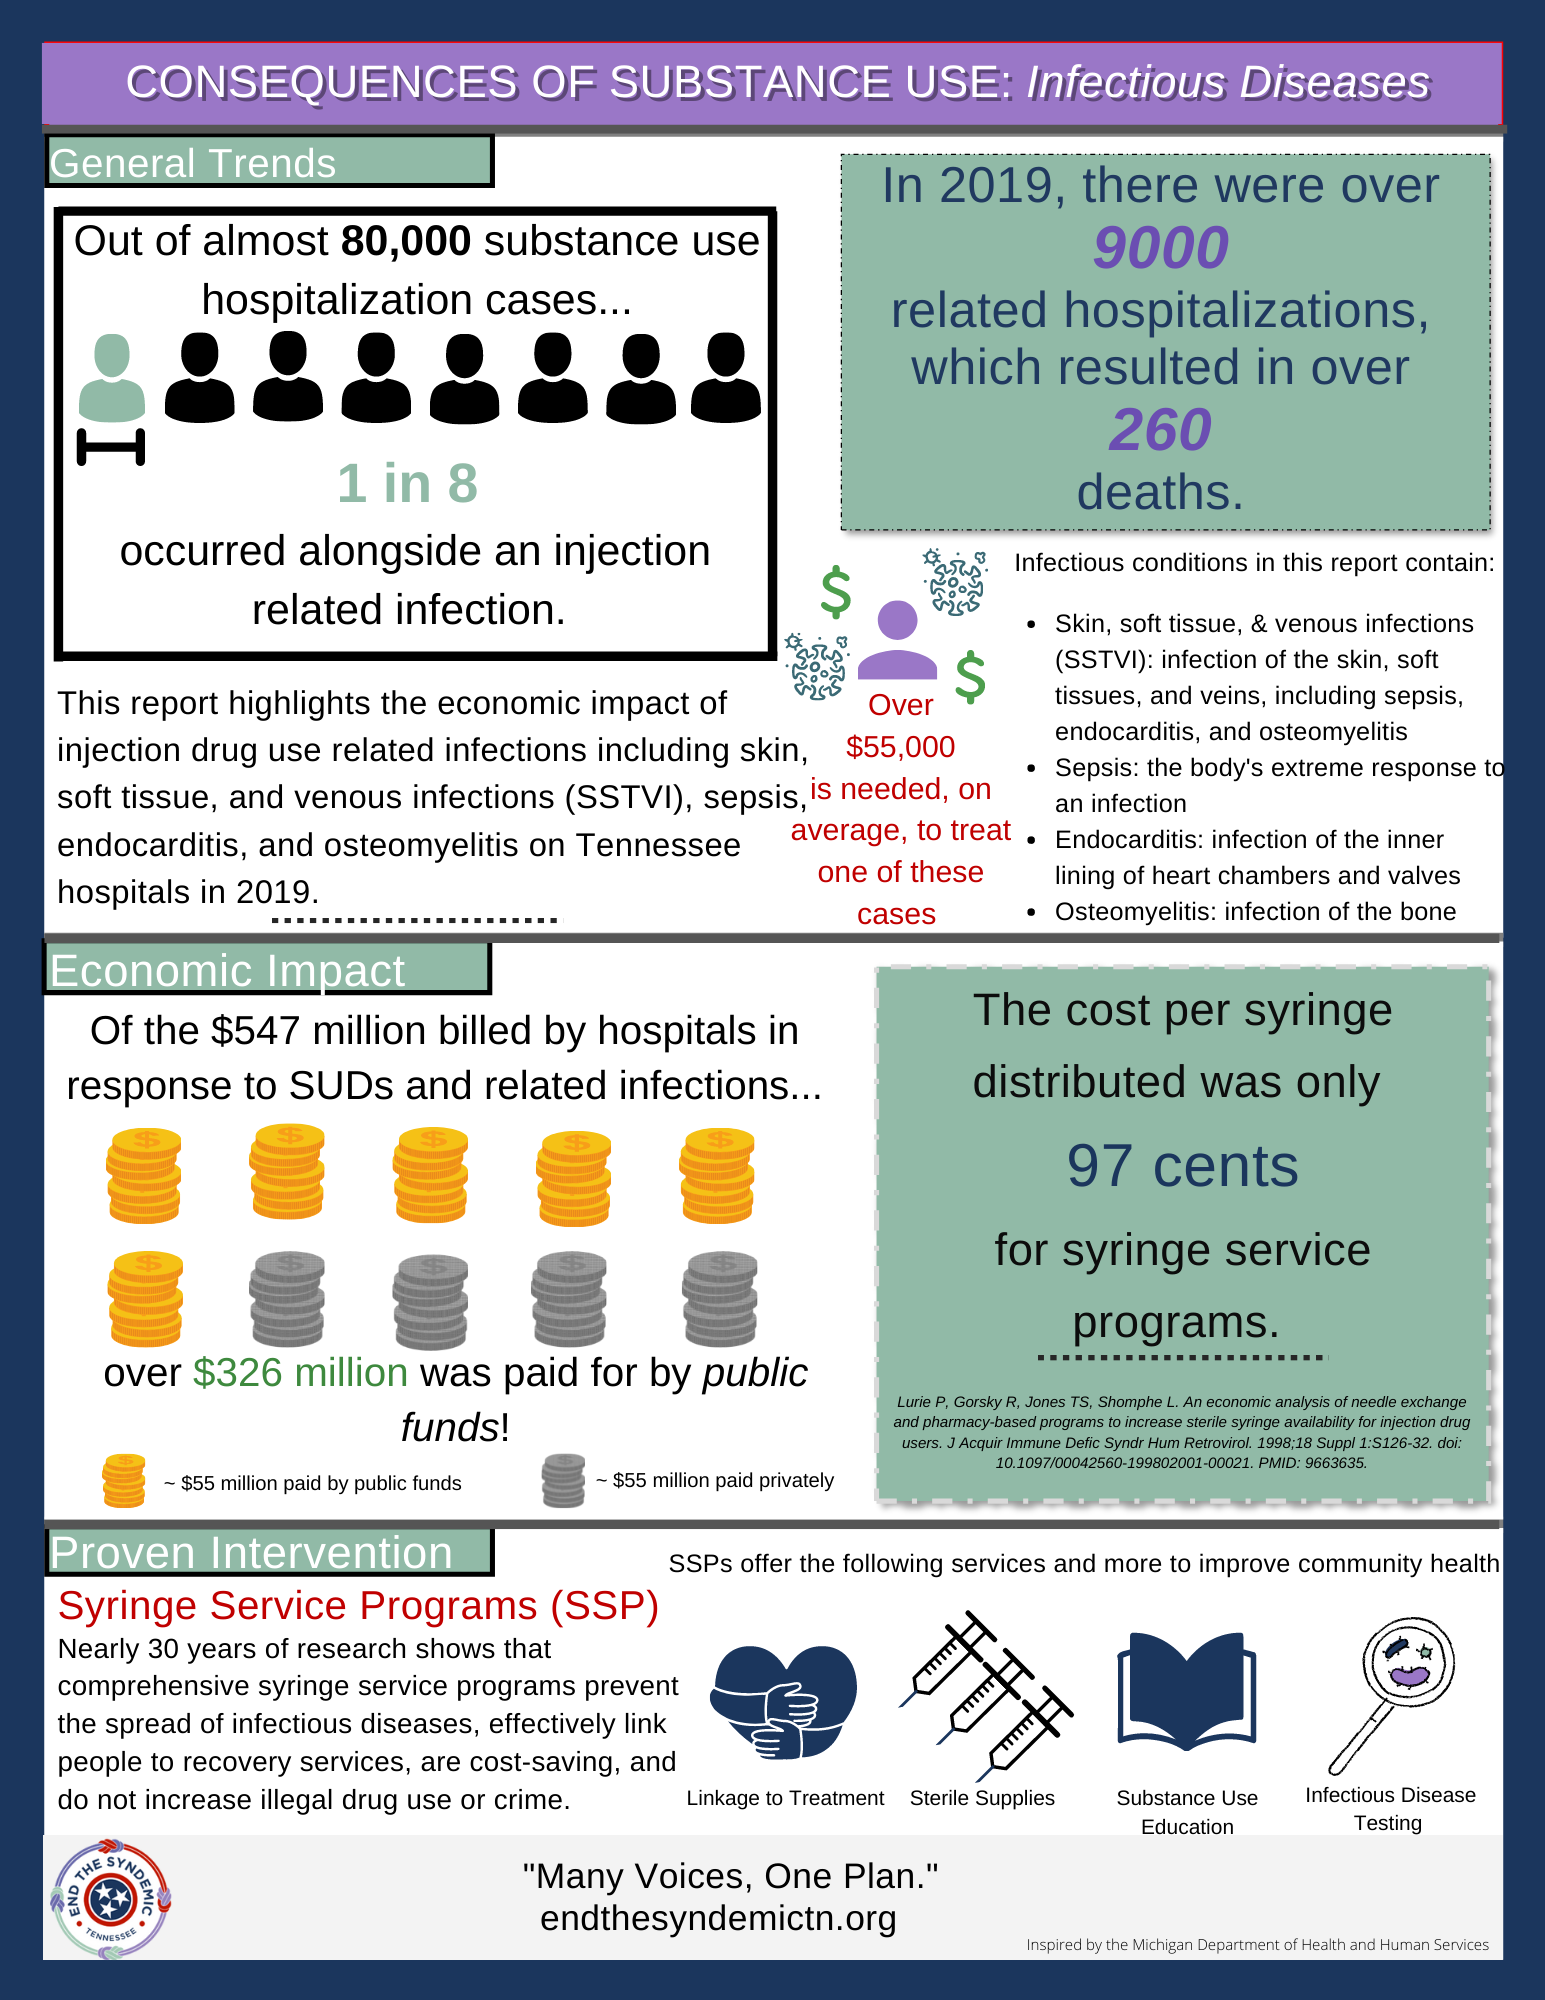 CONSEQUENCES OF SUBSTANCE USE: Infectious Diseases
General Trends
Out of almost 80,000 substance use
hospitalization cases...
1 in 8
occurred alongside an injection
related infection.
This report highlights the economic impact of
injection drug use related infections including skin,
soft tissue, and venous infections (SSTVI), sepsis,
endocarditis, and osteomyelitis on Tennessee
hospitals in 2019.
In 2019, there were over
9000
related hospitalizations,
which resulted in over
260
deaths.
$
$
Over
$55,000
is needed, on
average, to treat
one of these
cases
Infectious conditions in this report contain:
• Skin, soft tissue, & venous infections
(SSTVI): infection of the skin, soft
tissues, and veins, including sepsis,
endocarditis, and osteomyelitis
• Sepsis: the body's extreme response to
an infection
• Endocarditis: infection of the inner
lining of heart chambers and valves
• Osteomyelitis: infection of the bone
Economic Impact
Of the $547 million billed by hospitals in
response to SUDs and related infections...
over $326 million was paid for by public
funds!
~ $55 million paid by public funds
~ $55 million paid privately
The cost per syringe
distributed was only
97 cents
for syringe service
programs.
Lurie P, Gorsky R, Jones TS, Shomphe L. An economic analysis of needle exchange
and pharmacy-based programs to increase sterile syringe availability for injection drug
users. J Acquir Immune Defic Syndr Hum Retrovirol. 1998;18 Suppl 1:S126-32. doi:
10.1097/00042560-199802001-00021. PMID: 9663635.
Proven Intervention
Syringe Service Programs (SSP)
Nearly 30 years of research shows that
comprehensive syringe service programs prevent
the spread of infectious diseases, effectively link
people to recovery services, are cost-saving, and
do not increase illegal drug use or crime.
SSPs offer the following services and more to improve community health
Linkage to Treatment
Sterile Supplies
Substance Use
Education
Infectious Disease
Testing
END THE SYNDEMIC
TENNESSEE
"Many Voices, One Plan."
endthesyndemictn.org
Inspired by the Michigan Department of Health and Human Services